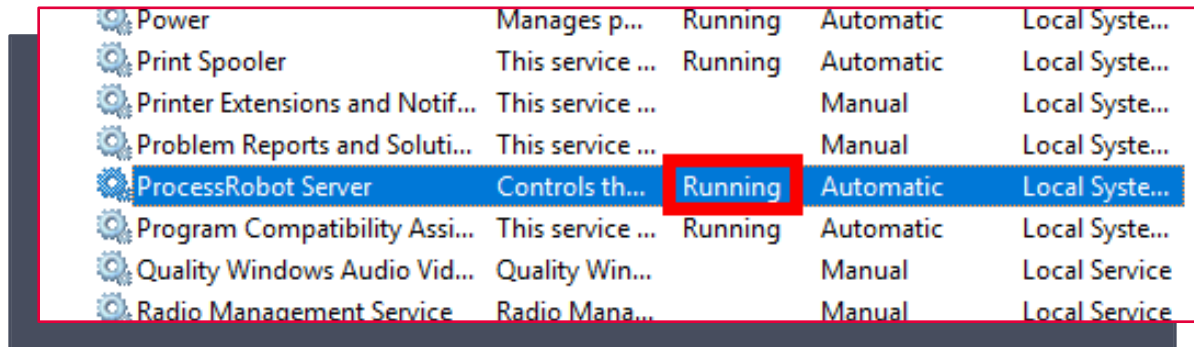 Power Manages p... Running Automatic Local Syste...
Print Spooler This service ... Running Automatic Local Syste...
Printer Extensions and Notif... This service ... Manual Local Syste...
Problem Reports and Soluti... This service ... Manual Local Syste...
ProcessRobot Server Controls th... Running Automatic Local Syste...
Program Compatibility Assi... This service ... Running Automatic Local Syste...
Quality Windows Audio Vid... Quality Win... Manual Local Service
Radio Management Service Radio Mana... Manual Local Service